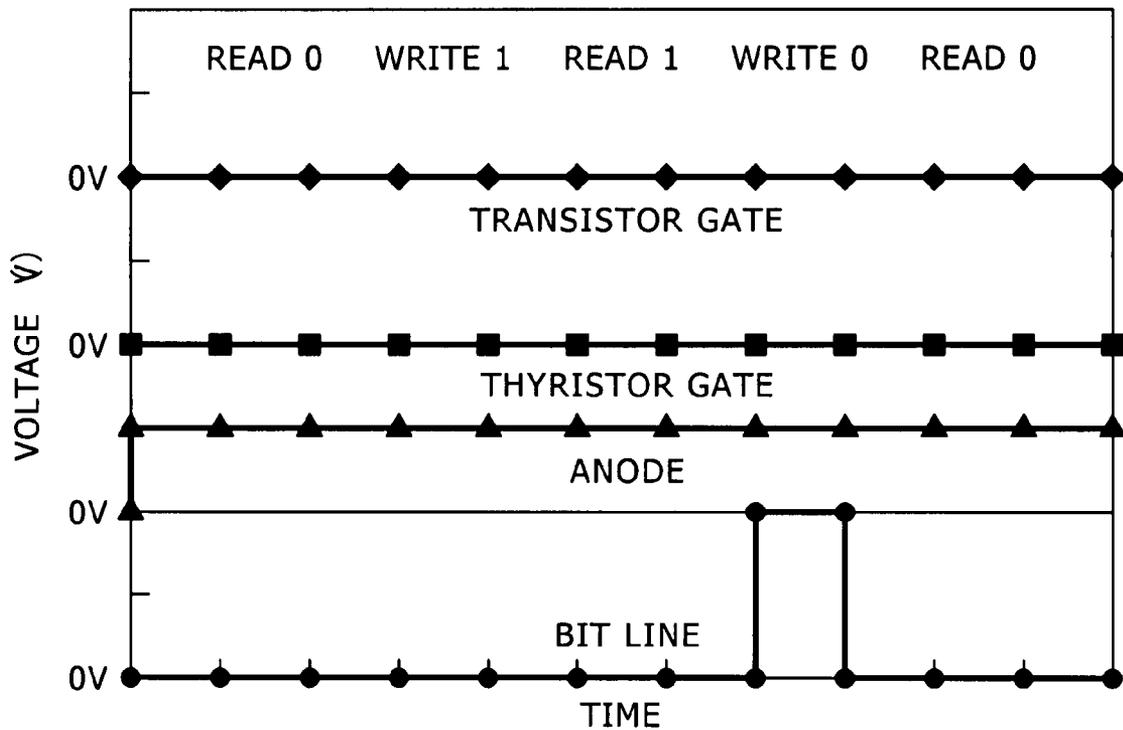 READ 0 WRITE 1 READ 1 WRITE 0 READ 0
0V
TRANSISTOR GATE
0V
THYRISTOR GATE
ANODE
0V
BIT LINE
0V
TIME
VOLTAGE (V)